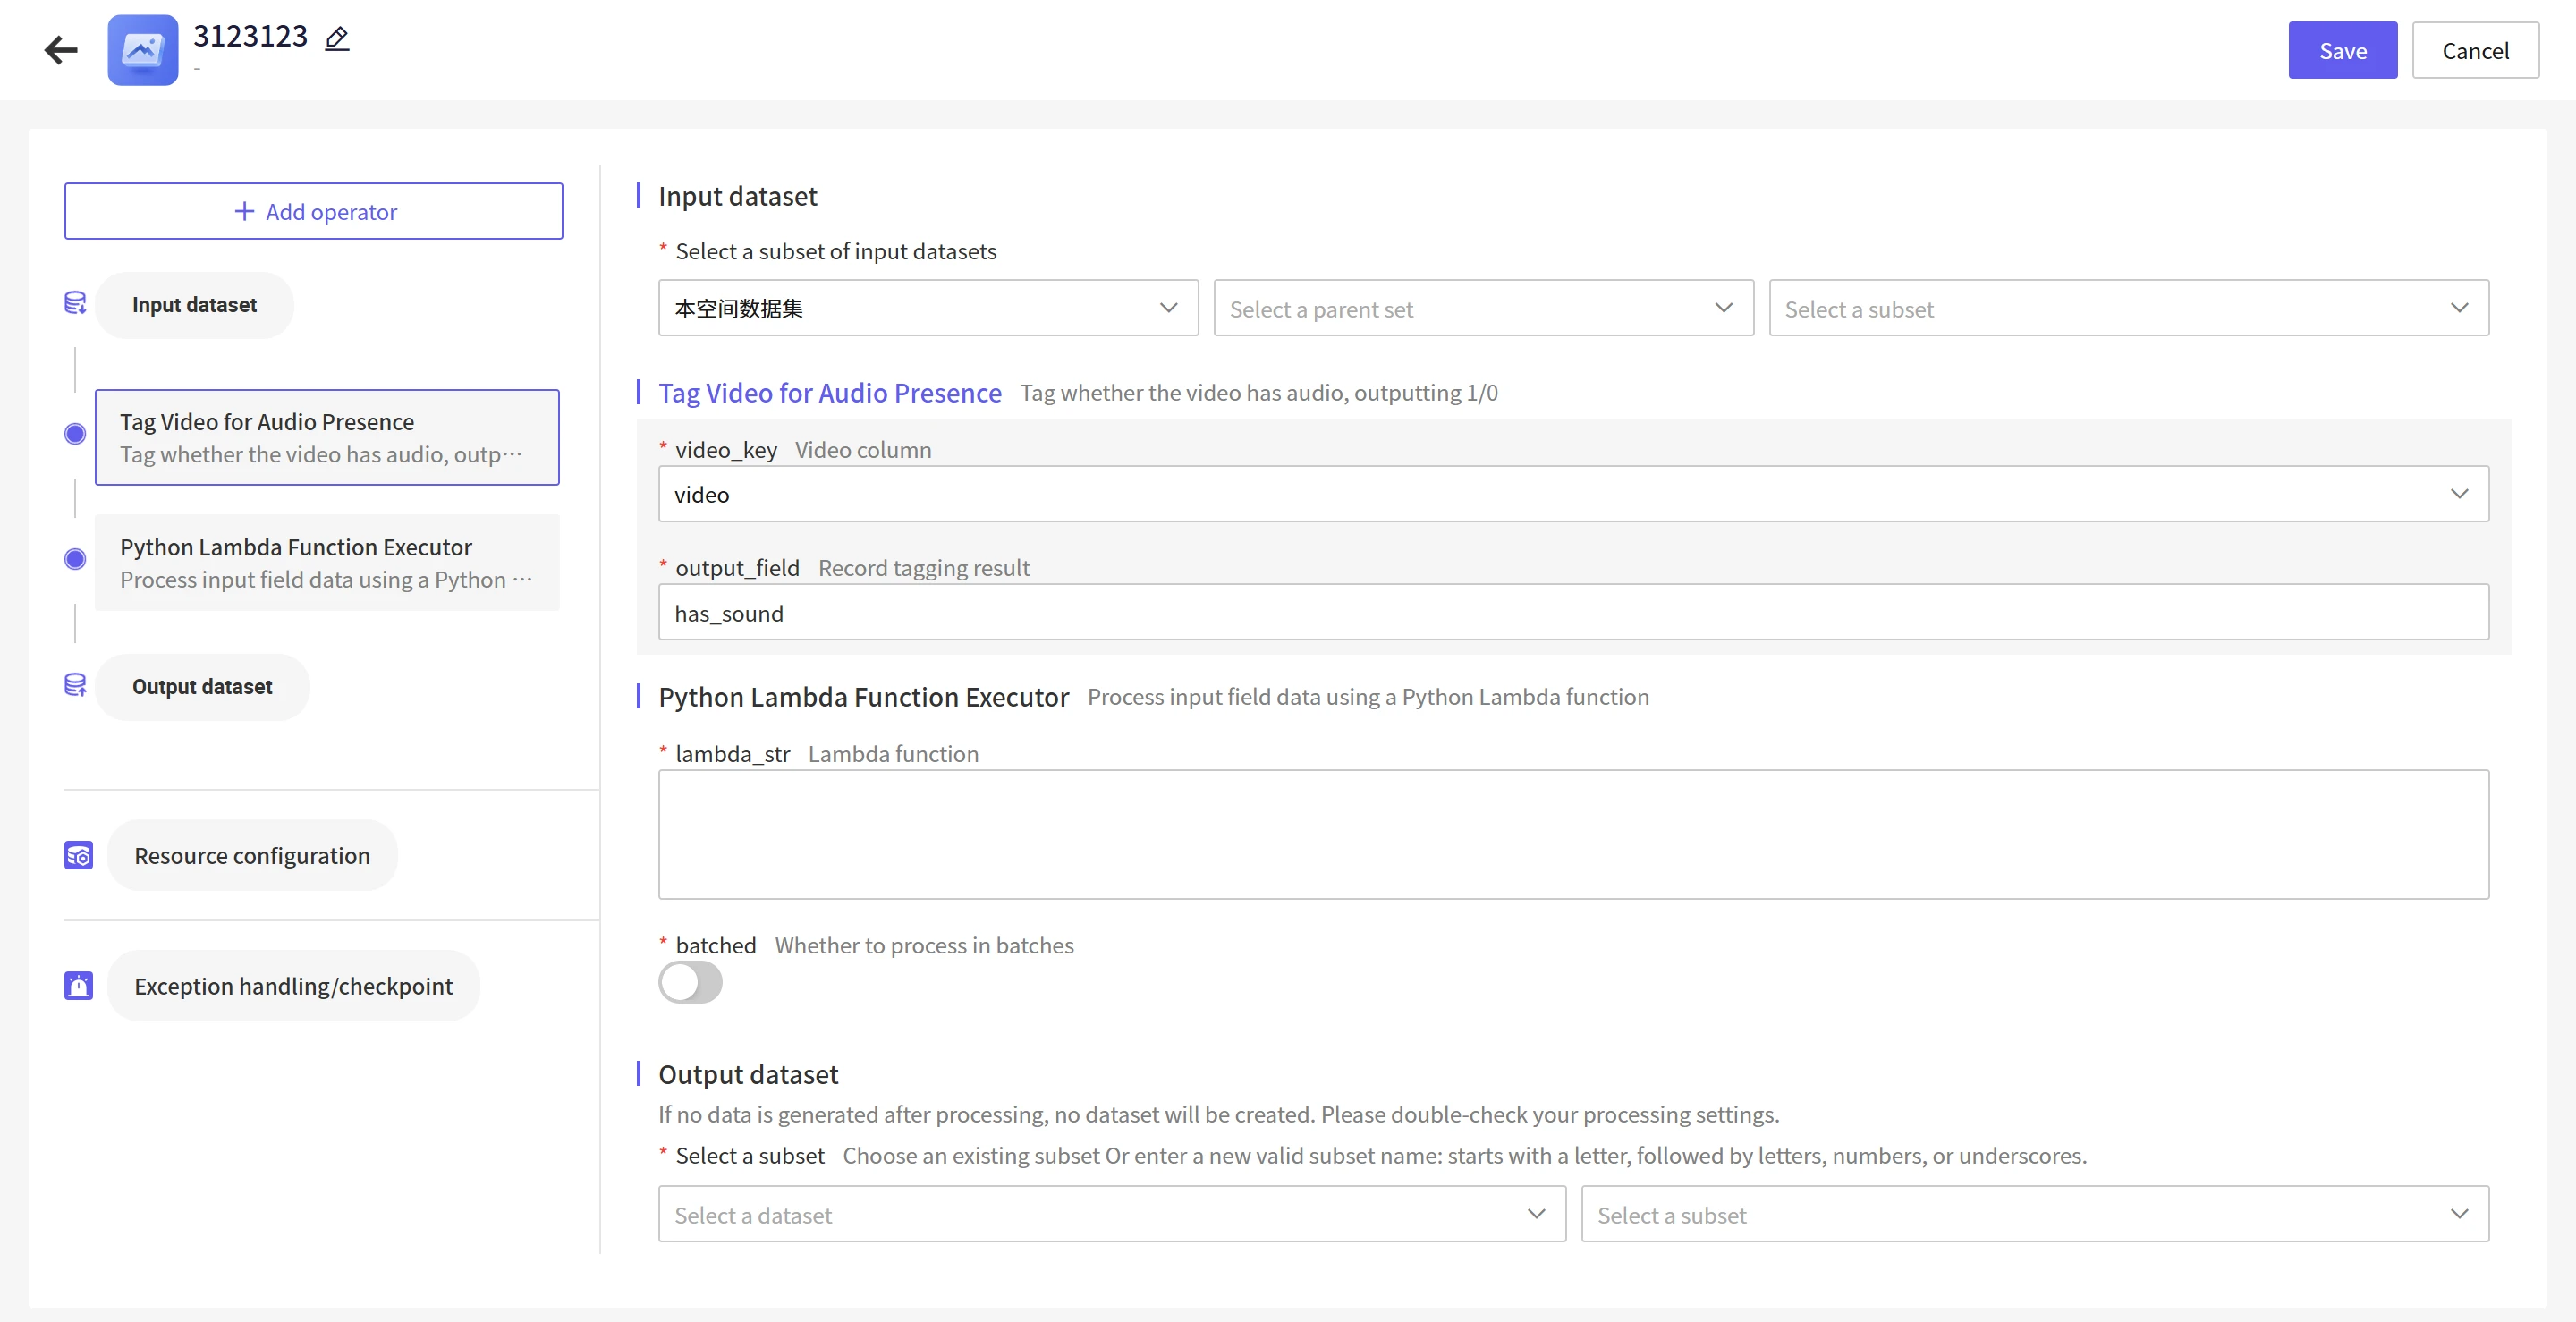 3123123
-
Save
Cancel
+ Add operator
Input dataset
Tag Video for Audio Presence
Tag whether the video has audio, outp···
Python Lambda Function Executor
Process input field data using a Python ···
Output dataset
Resource configuration
Exception handling/checkpoint
Input dataset
* Select a subset of input datasets
本空间数据集
Select a parent set
Select a subset
Tag Video for Audio Presence Tag whether the video has audio, outputting 1/0
* video_key Video column
video
* output_field Record tagging result
has_sound
Python Lambda Function Executor Process input field data using a Python Lambda function
* lambda_str Lambda function
* batched Whether to process in batches
Output dataset
If no data is generated after processing, no dataset will be created. Please double-check your processing settings.
* Select a subset Choose an existing subset Or enter a new valid subset name: starts with a letter, followed by letters, numbers, or underscores.
Select a dataset
Select a subset